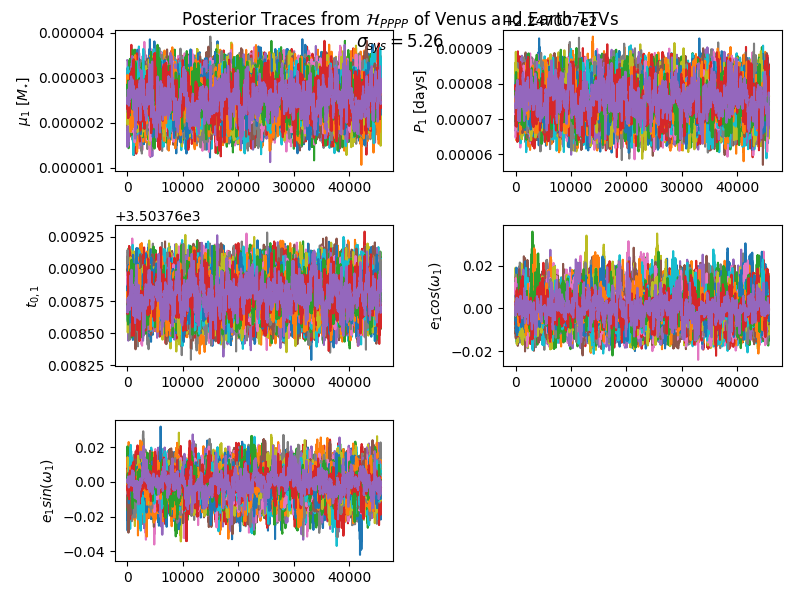 Posterior Traces from ℋ_PPPP of Venus and Earth TTVs
σ_sys = 5.26
0.000004
0.000003
0.000002
0.000001
μ₁ [M.]
0 10000 20000 30000 40000
0.00009
0.00008
0.00007
0.00006
P₁ [days]
0 10000 20000 30000 40000
+3.50376e3
0.00925
0.00900
0.00875
0.00850
0.00825
t₀,₁
0 10000 20000 30000 40000
0.02
0.00
−0.02
e₁cos(ω₁)
0 10000 20000 30000 40000
0.02
0.00
−0.02
−0.04
e₁sin(ω₁)
0 10000 20000 30000 40000